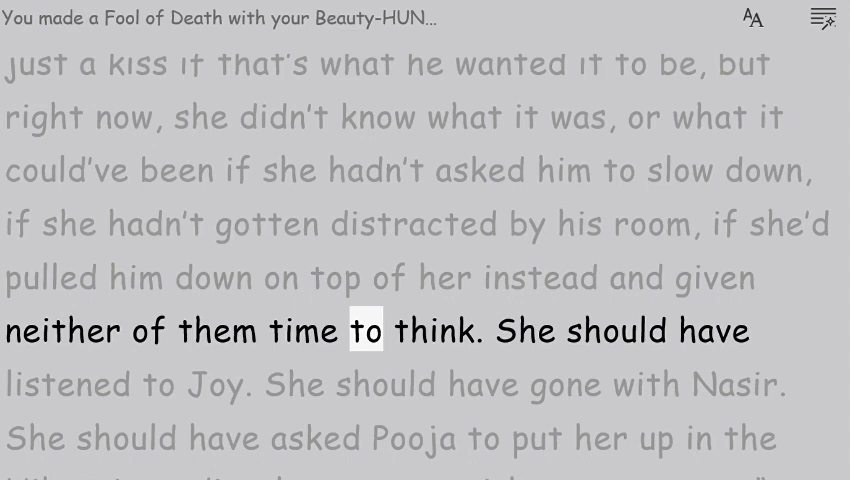 You made a Fool of Death with your Beauty-HUN...
just a kiss if that's what he wanted it to be, but
right now, she didn't know what it was, or what it
could've been if she hadn't asked him to slow down,
if she hadn't gotten distracted by his room, if she'd
pulled him down on top of her instead and given
neither of them time to think. She should have
listened to Joy. She should have gone with Nasir.
She should have asked Pooja to put her up in the